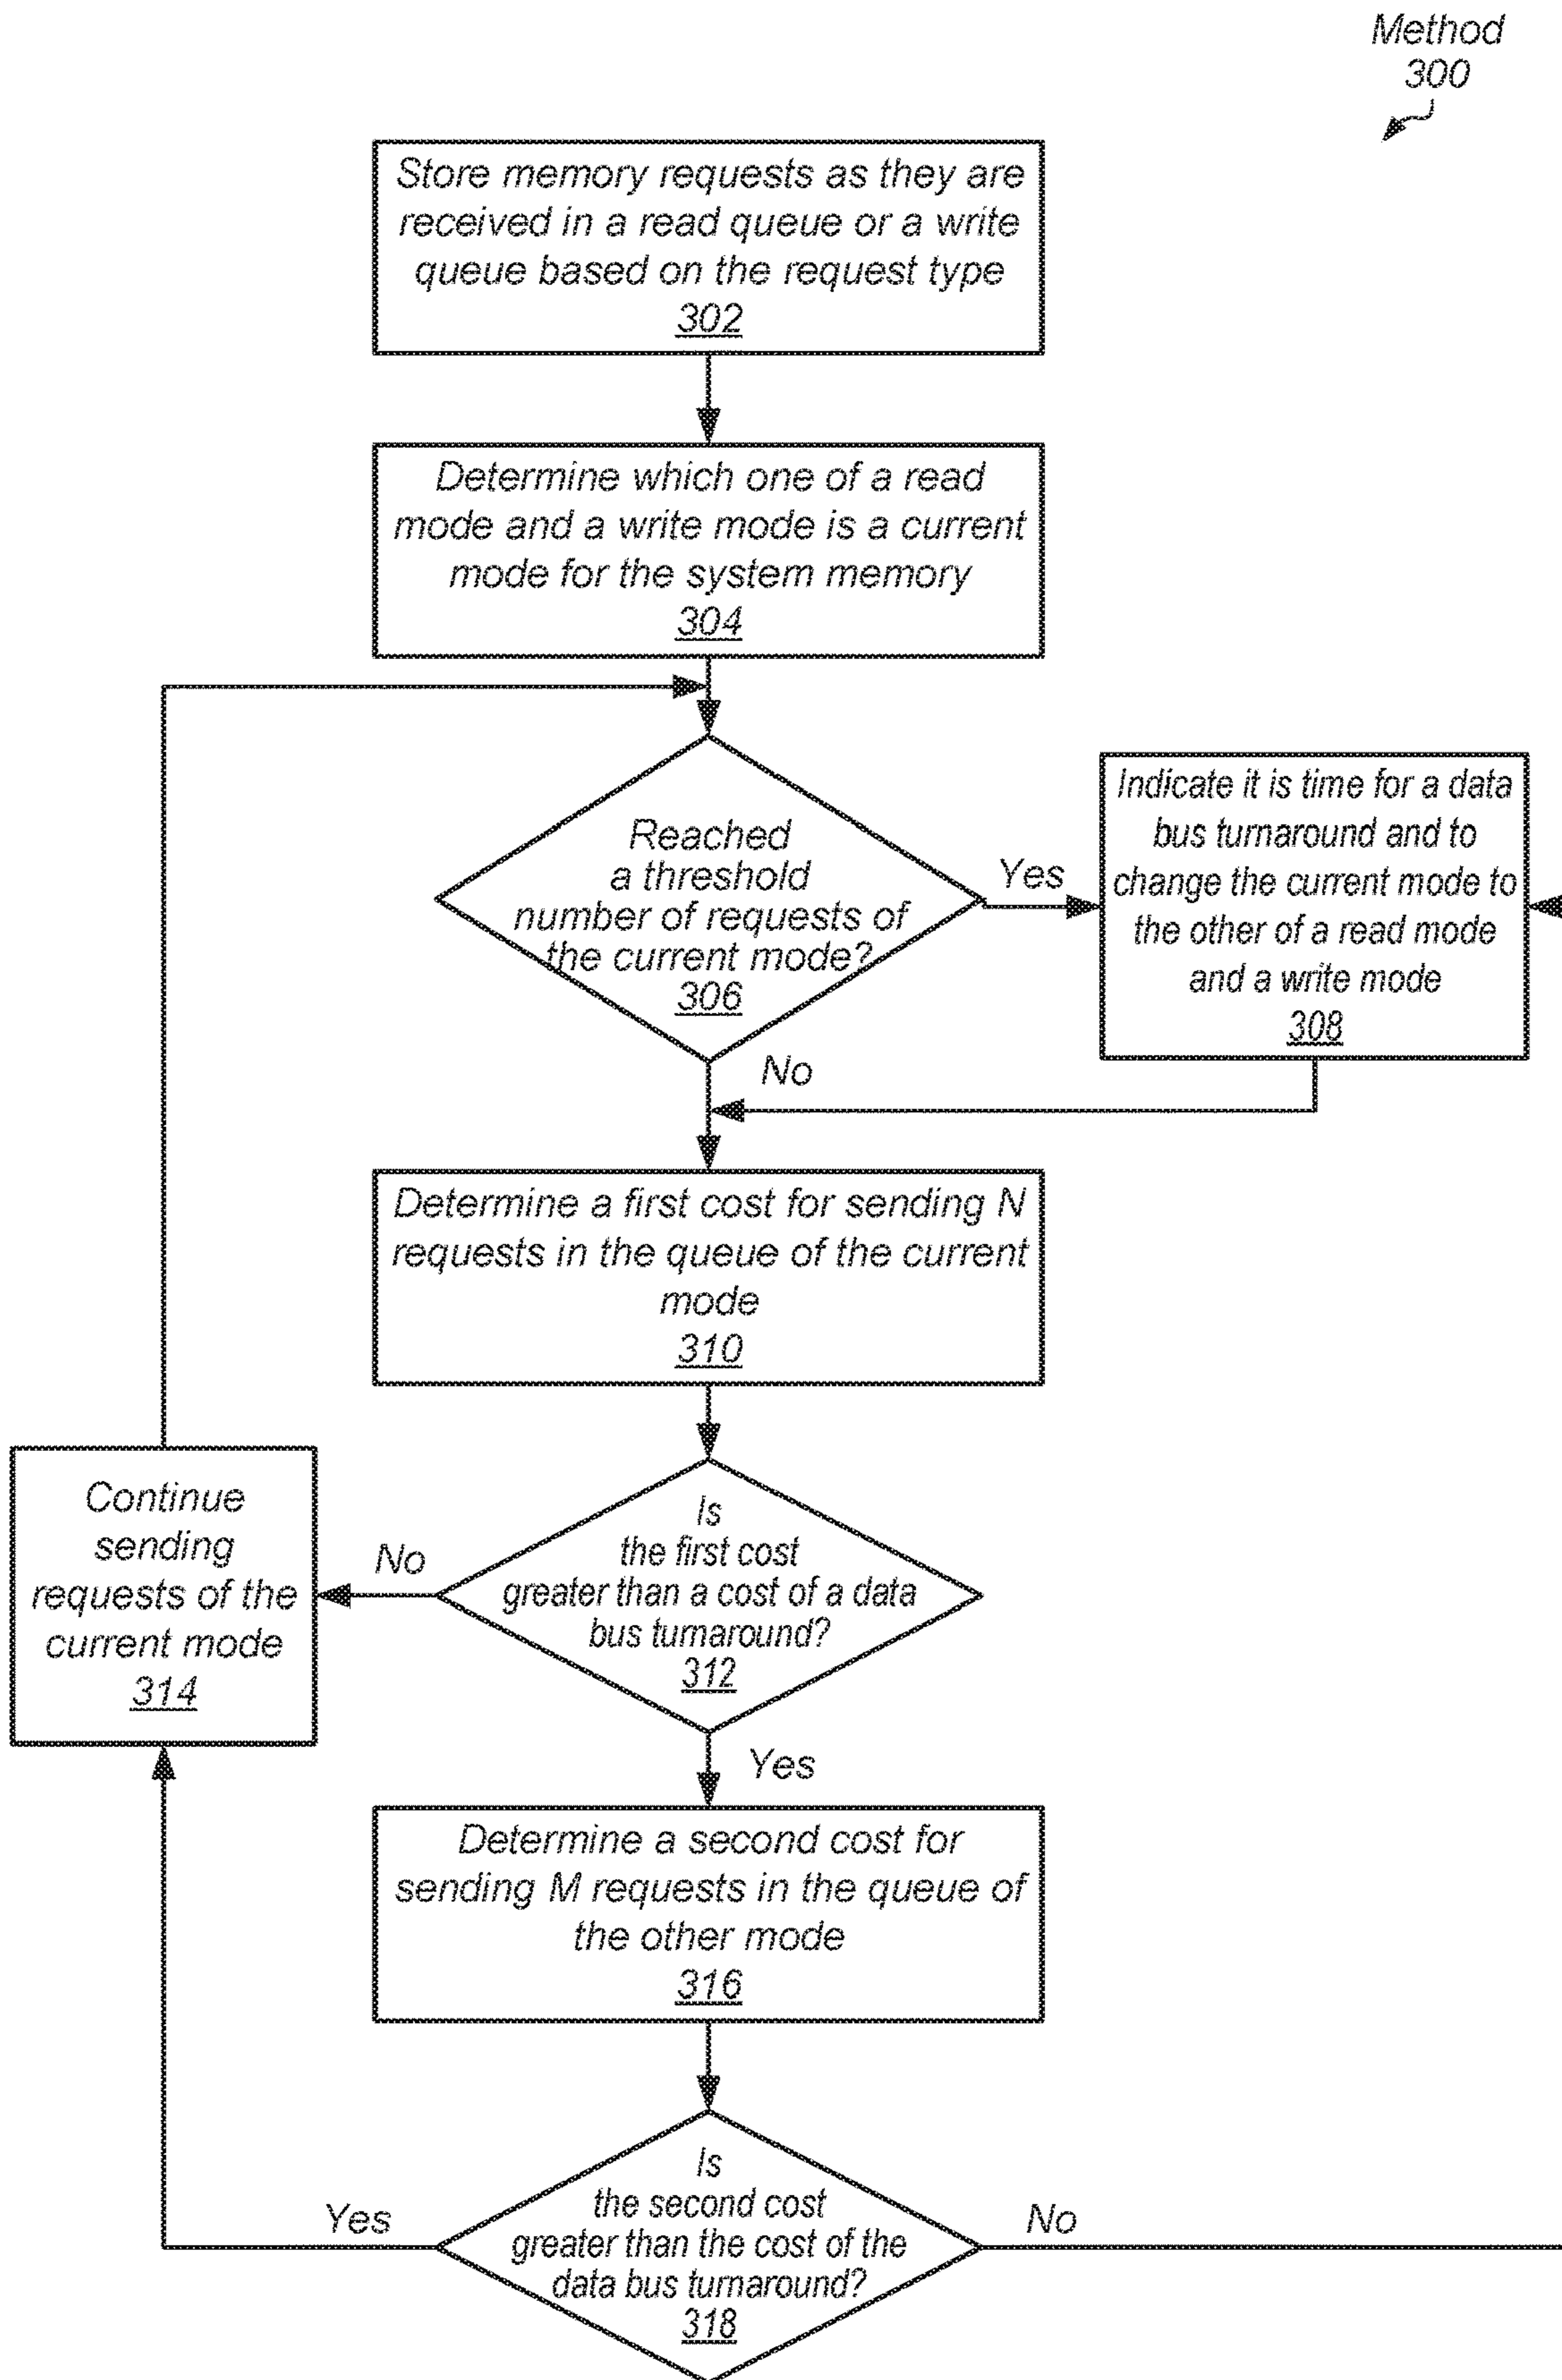 Method
300
Store memory requests as they are
received in a read queue or a write
queue based on the request type
302
Determine which one of a read
mode and a write mode is a current
mode for the system memory
304
Reached
a threshold
number of requests of
the current mode?
306
Yes
No
Indicate it is time for a data
bus turnaround and to
change the current mode to
the other of a read mode
and a write mode
308
Determine a first cost for sending N
requests in the queue of the current
mode
310
Is
the first cost
greater than a cost of a data
bus turnaround?
312
No
Yes
Continue
sending
requests of the
current mode
314
Determine a second cost for
sending M requests in the queue of
the other mode
316
Is
the second cost
greater than the cost of the
data bus turnaround?
318
Yes
No